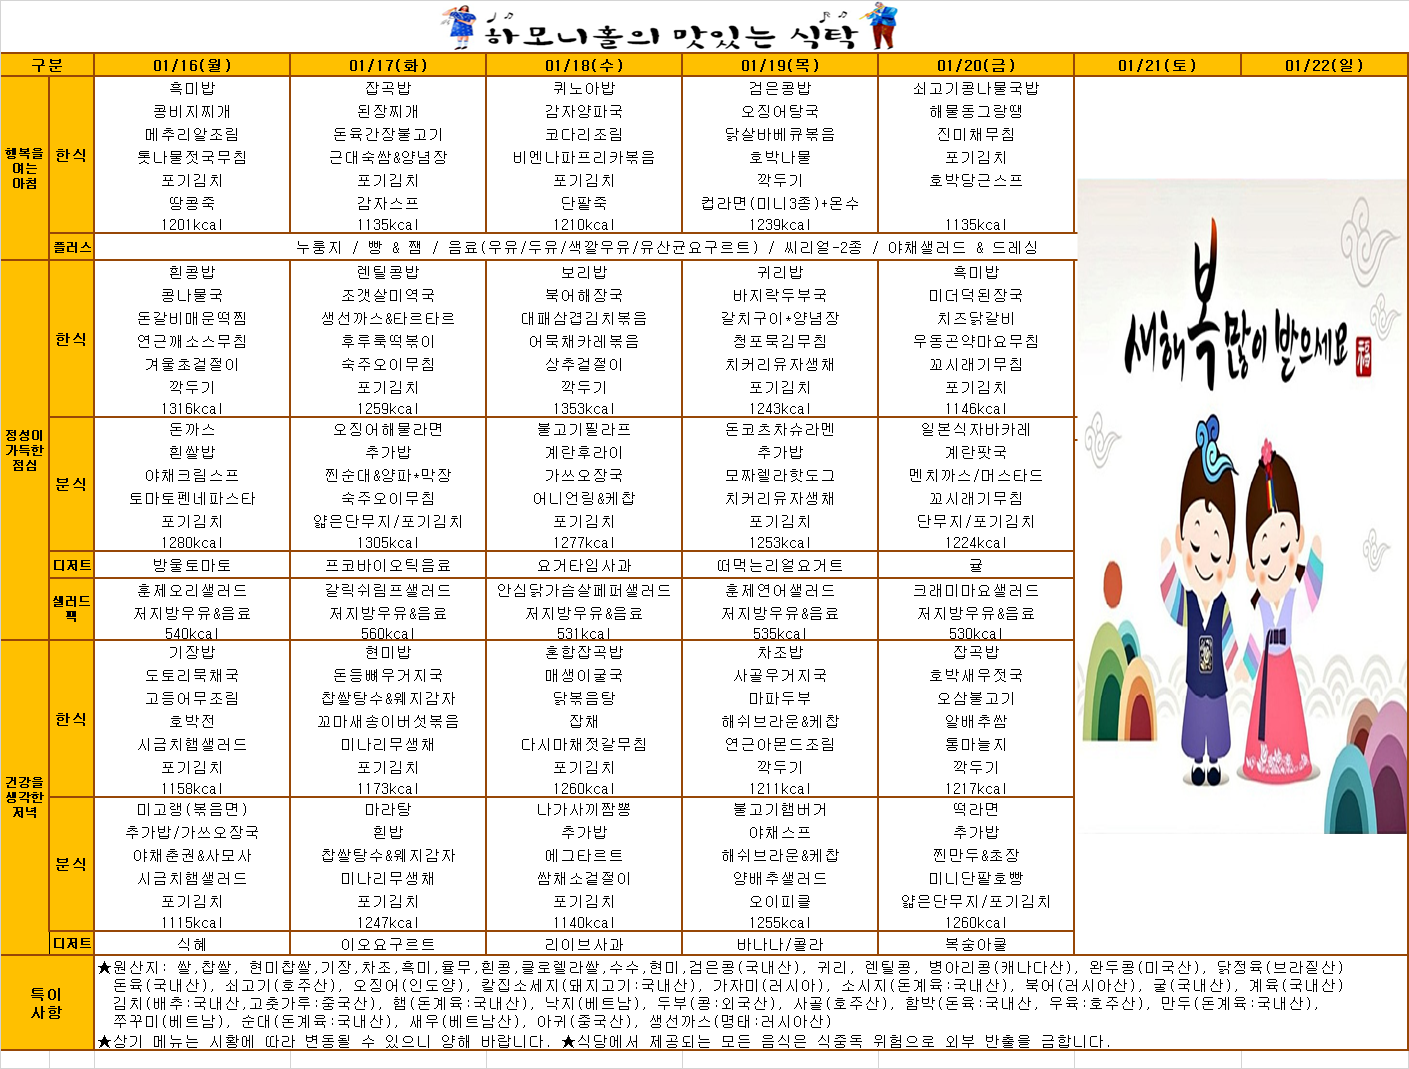 하모니홀의 맛있는 식탁
구분 01/16(월) 01/17(화) 01/18(수) 01/19(목) 01/20(금) 01/21(토) 01/22(일)
행복을 여는 아침
한식
흑미밥 잡곡밥 퀴노아밥 검은콩밥 쇠고기콩나물국밥
콩비지찌개 된장찌개 감자양파국 오징어탕국 해물동그랑땡
메추리알조림 돈육간장불고기 코다리조림 닭살바베큐볶음 진미채무침
톳나물젓국무침 근대숙쌈&양념장 비엔나파프리카볶음 호박나물 포기김치
포기김치 포기김치 포기김치 깍두기 호박당근스프
땅콩죽 감자스프 단팥죽 컵라면(미니3종)+온수
1201kcal 1135kcal 1210kcal 1239kcal 1135kcal
플러스 누룽지 / 빵 & 잼 / 음료(우유/두유/색깔우유/유산균요구르트) / 씨리얼-2종 / 야채샐러드 & 드레싱
정성이 가득한 점심
한식
흰콩밥 렌틸콩밥 보리밥 귀리밥 흑미밥
콩나물국 조갯살미역국 북어해장국 바지락두부국 미더덕된장국
돈갈비매운떡찜 생선까스&타르타르 대패삼겹김치볶음 갈치구이*양념장 치즈닭갈비
연근깨소스무침 후루룩떡볶이 어묵채카레볶음 청포묵김무침 우동곤약마요무침
겨울초겉절이 숙주오이무침 상추겉절이 치커리유자생채 꼬시래기무침
깍두기 포기김치 깍두기 포기김치 포기김치
1316kcal 1259kcal 1353kcal 1243kcal 1146kcal
분식
돈까스 오징어해물라면 불고기필라프 돈코츠차슈라멘 일본식자바카레
흰쌀밥 추가밥 계란후라이 추가밥 계란팟국
야채크림스프 찐순대&양파*막장 가쓰오장국 모짜렐라핫도그 멘치까스/머스타드
토마토펜네파스타 숙주오이무침 어니언링&케찹 치커리유자생채 꼬시래기무침
포기김치 얇은단무지/포기김치 포기김치 포기김치 단무지/포기김치
1280kcal 1305kcal 1277kcal 1253kcal 1224kcal
디저트 방울토마토 프코바이오틱음료 요거타임사과 떠먹는리얼요거트 귤
샐러드 팩
훈제오리샐러드 갈릭쉬림프샐러드 안심닭가슴살페퍼샐러드 훈제연어샐러드 크래미마요샐러드
저지방우유&음료 저지방우유&음료 저지방우유&음료 저지방우유&음료 저지방우유&음료
540kcal 560kcal 531kcal 535kcal 530kcal
건강을 생각한 저녁
한식
기장밥 현미밥 혼합잡곡밥 차조밥 잡곡밥
도토리묵채국 돈등뼈우거지국 매생이굴국 사골우거지국 호박새우젓국
고등어무조림 찹쌀탕수&웨지감자 닭볶음탕 마파두부 오삼불고기
호박전 꼬마새송이버섯볶음 잡채 해쉬브라운&케찹 알배추쌈
시금치햄샐러드 미나리무생채 다시마채젓갈무침 연근아몬드조림 통마늘지
포기김치 포기김치 포기김치 깍두기 깍두기
1158kcal 1173kcal 1260kcal 1211kcal 1217kcal
분식
미고랭(볶음면) 마라탕 나가사끼짬뽕 불고기햄버거 떡라면
추가밥/가쓰오장국 흰밥 추가밥 야채스프 추가밥
야채춘권&사모사 찹쌀탕수&웨지감자 에그타르트 해쉬브라운&케찹 찐만두&초장
시금치햄샐러드 미나리무생채 쌈채소겉절이 양배추샐러드 미니단팥호빵
포기김치 포기김치 포기김치 오이피클 얇은단무지/포기김치
1115kcal 1247kcal 1140kcal 1255kcal 1260kcal
디저트 식혜 이오요구르트 리이브사과 바나나/콜라 복숭아쿨
새해 복 많이 받으세요 福
특이 사항
★원산지: 쌀,찹쌀, 현미찹쌀,기장,차조,흑미,율무,흰콩,클로렐라쌀,수수,현미,검은콩(국내산), 귀리, 렌틸콩, 병아리콩(캐나다산), 완두콩(미국산), 닭정육(브라질산)
돈육(국내산), 쇠고기(호주산), 오징어(인도양), 칼집소세지(돼지고기:국내산), 가자미(러시아), 소시지(돈계육:국내산), 북어(러시아산), 굴(국내산), 계육(국내산)
김치(배추:국내산,고춧가루:중국산), 햄(돈계육:국내산), 낙지(베트남), 두부(콩:외국산), 사골(호주산), 함박(돈육:국내산, 우육:호주산), 만두(돈계육:국내산),
쭈꾸미(베트남), 순대(돈계육:국내산), 새우(베트남산), 아귀(중국산), 생선까스(명태:러시아산)
★상기 메뉴는 시황에 따라 변동될 수 있으니 양해 바랍니다. ★식당에서 제공되는 모든 음식은 식중독 위험으로 외부 반출을 금합니다.